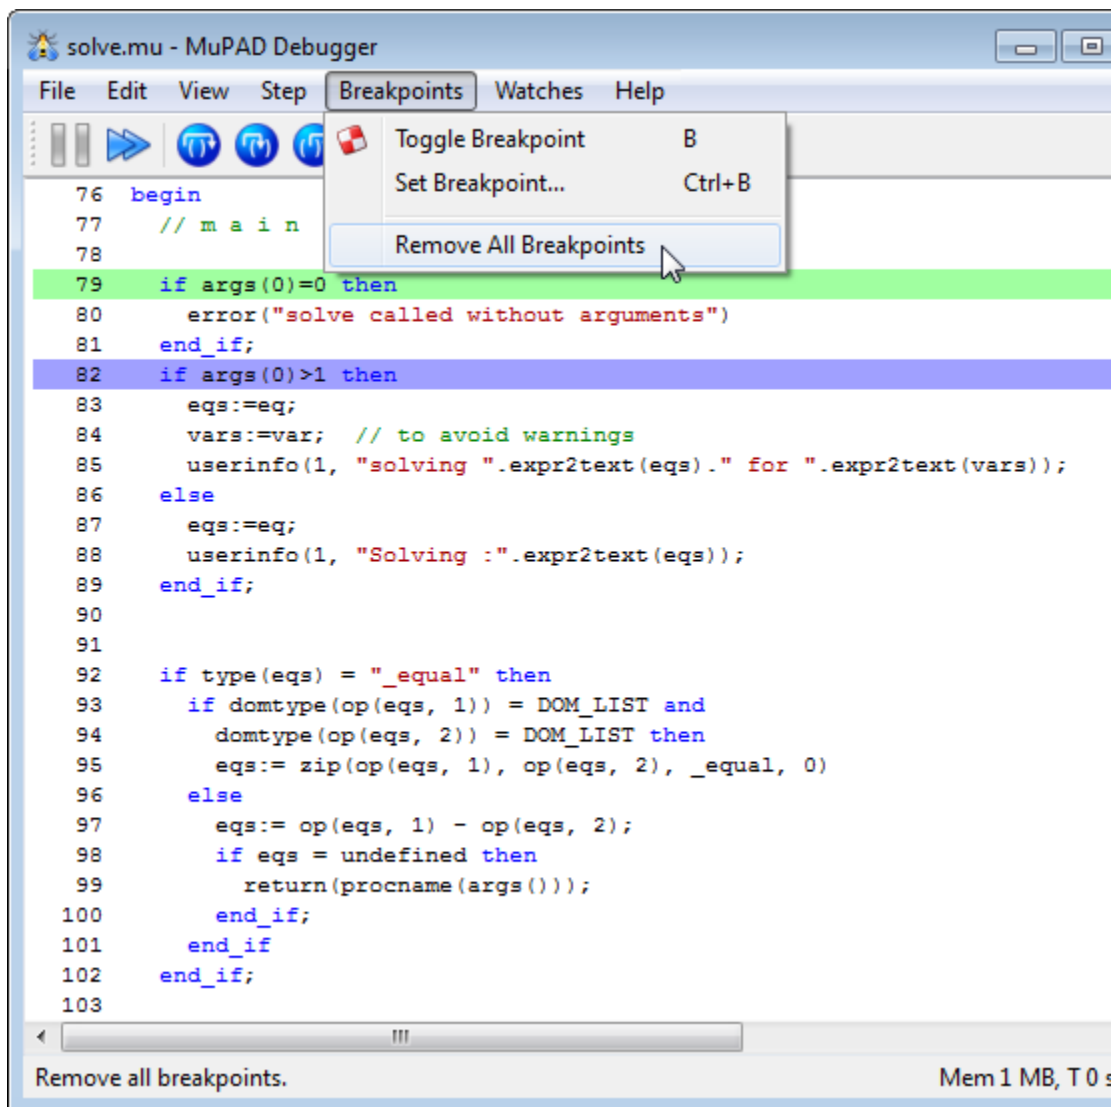 solve.mu - MuPAD Debugger
File Edit View Step Breakpoints Watches Help
Toggle Breakpoint B
Set Breakpoint... Ctrl+B
Remove All Breakpoints
76 begin
77 // m a i n
78
79 if args(0)=0 then
80 error("solve called without arguments")
81 end_if;
82 if args(0)>1 then
83 eqs:=eq;
84 vars:=var; // to avoid warnings
85 userinfo(1, "solving ".expr2text(eqs)." for ".expr2text(vars));
86 else
87 eqs:=eq;
88 userinfo(1, "Solving :".expr2text(eqs));
89 end_if;
90
91
92 if type(eqs) = "_equal" then
93 if domtype(op(eqs, 1)) = DOM_LIST and
94 domtype(op(eqs, 2)) = DOM_LIST then
95 eqs:= zip(op(eqs, 1), op(eqs, 2), _equal, 0)
96 else
97 eqs:= op(eqs, 1) - op(eqs, 2);
98 if eqs = undefined then
99 return(procname(args()));
100 end_if;
101 end_if
102 end_if;
103
Remove all breakpoints. Mem 1 MB, T 0 s